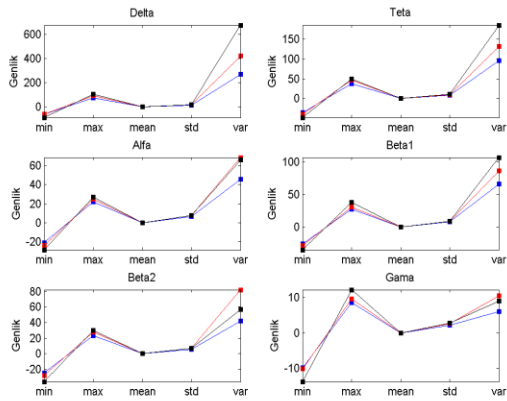 Delta
Genlik
600
400
200
0
min max mean std var
Teta
Genlik
150
100
50
0
min max mean std var
Alfa
Genlik
60
40
20
0
-20
min max mean std var
Beta1
Genlik
100
50
0
min max mean std var
Beta2
Genlik
80
60
40
20
0
-20
min max mean std var
Gama
Genlik
10
0
-10
min max mean std var